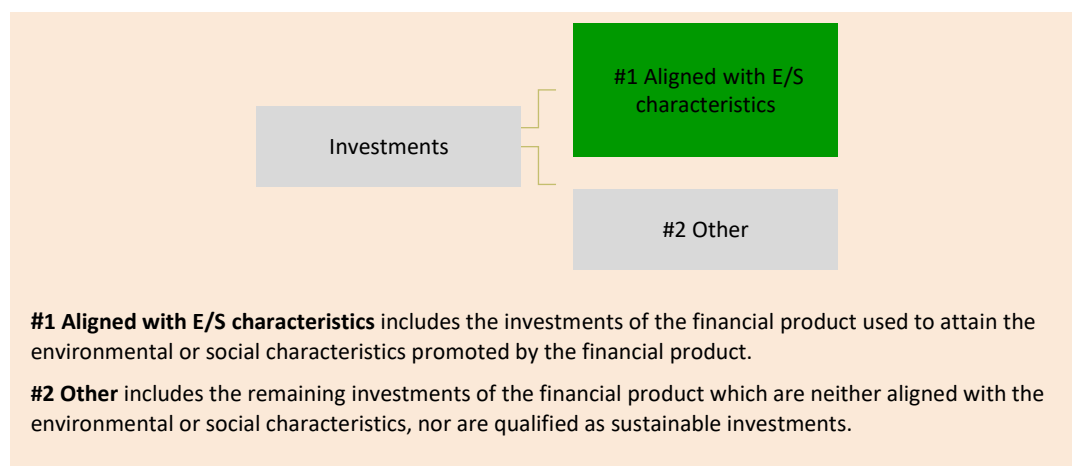 #1 Aligned with E/S
characteristics
Investments
#2 Other
#1 Aligned with E/S characteristics includes the investments of the financial product used to attain the
environmental or social characteristics promoted by the financial product.
#2 Other includes the remaining investments of the financial product which are neither aligned with the
environmental or social characteristics, nor are qualified as sustainable investments.